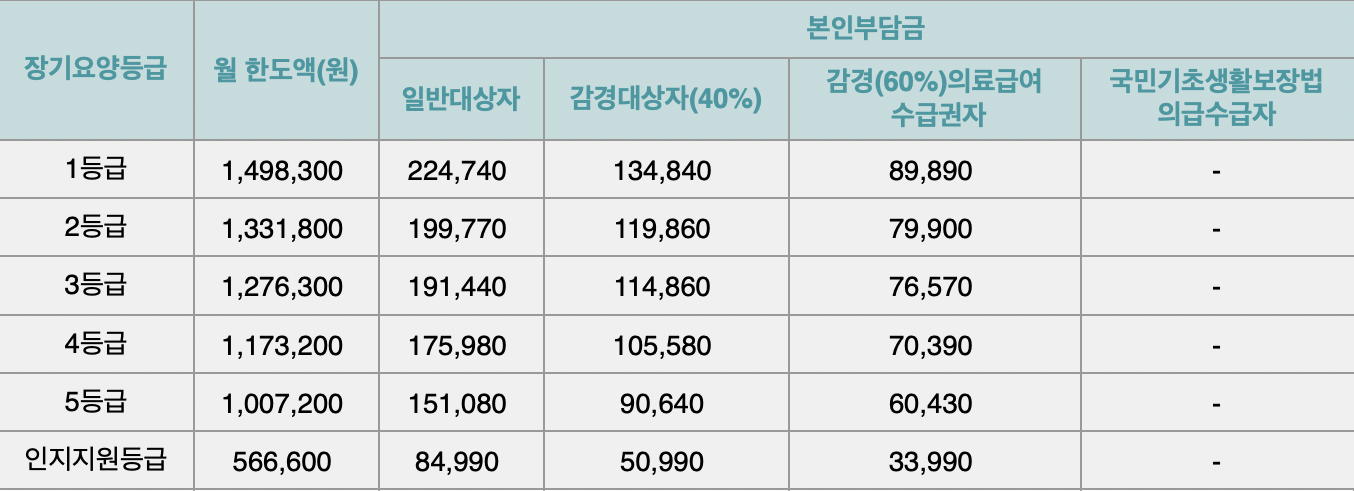 장기요양등급 월 한도액(원) 본인부담금
일반대상자 감경대상자(40%) 감경(60%)의료급여
수급권자 국민기초생활보장법
의급수급자
1등급 1,498,300 224,740 134,840 89,890 -
2등급 1,331,800 199,770 119,860 79,900 -
3등급 1,276,300 191,440 114,860 76,570 -
4등급 1,173,200 175,980 105,580 70,390 -
5등급 1,007,200 151,080 90,640 60,430 -
인지지원등급 566,600 84,990 50,990 33,990 -